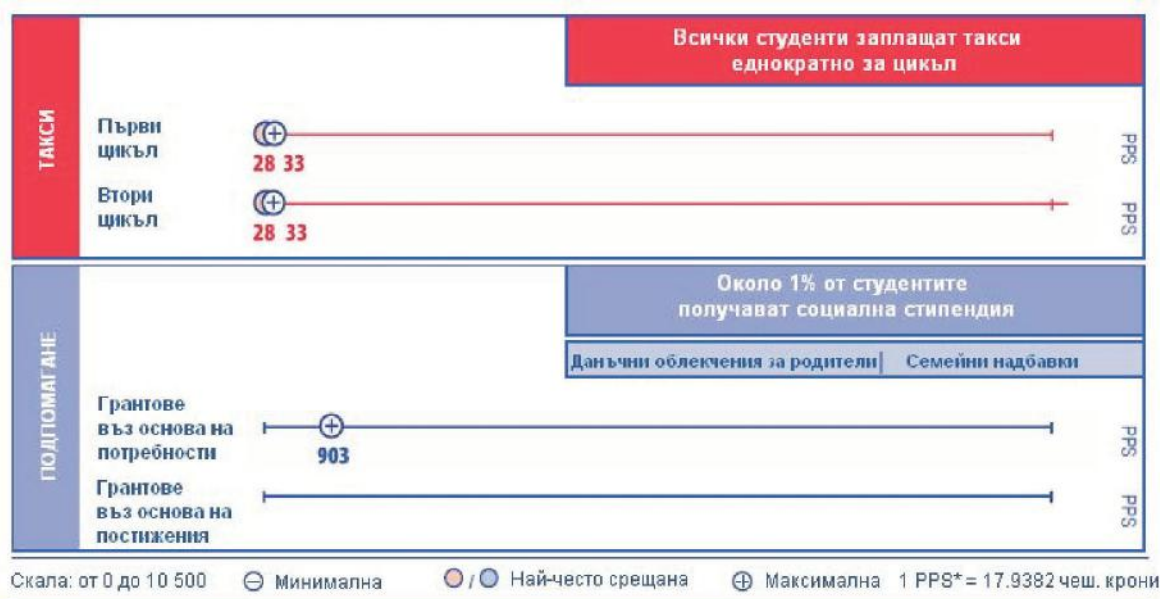 Всички студенти заплащат такси
еднократно за цикъл
ТАКСИ
Първи
цикъл
28 33
PPS
Втори
цикъл
28 33
PPS
Около 1% от студентите
получават социална стипендия
Данъчни облекчения за родители | Семейни надбавки
ПОДПОМАГАНЕ
Грантове
въз основа на
потребности
903
PPS
Грантове
въз основа на
постижения
PPS
Скала: от 0 до 10 500 ⊖ Минимална / Най-често срещана ⊕ Максимална 1 PPS* = 17.9382 чеш. крони